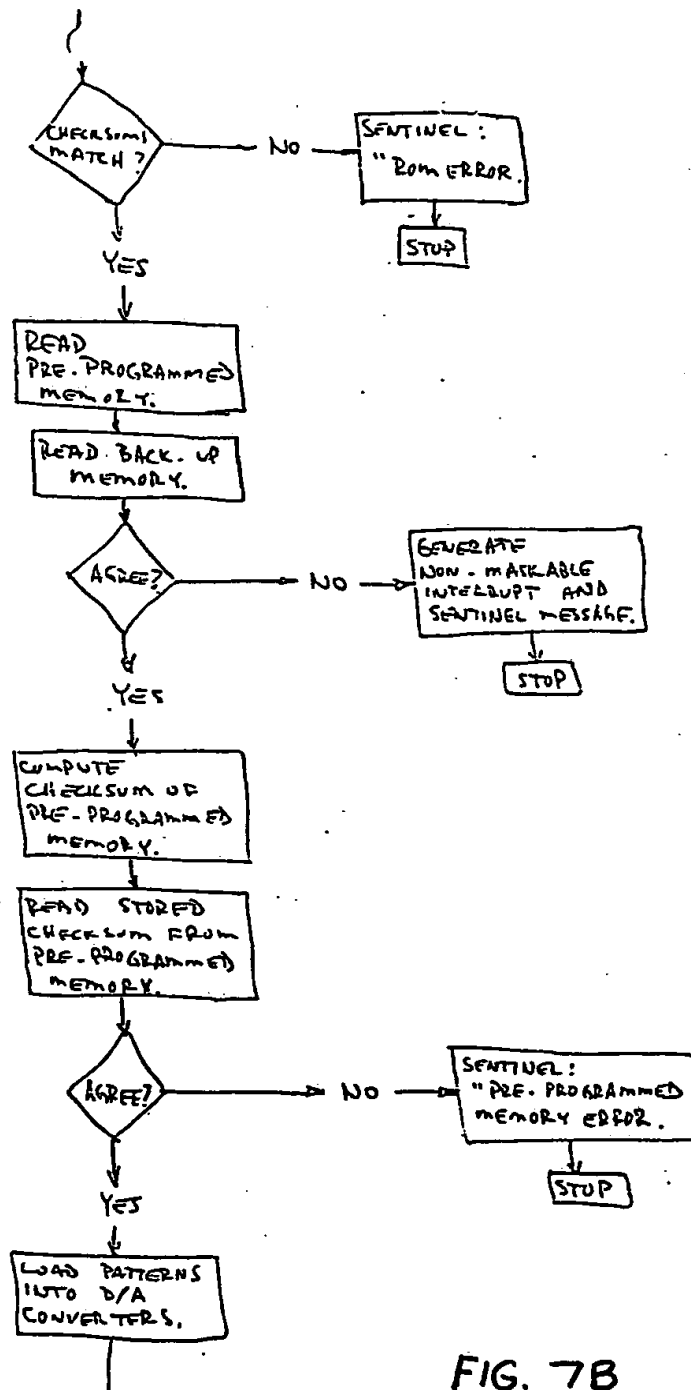 CHECKSUMS
MATCH?
NO
SENTINEL:
"ROM ERROR.
STOP
YES
READ
PRE-PROGRAMMED
MEMORY.
READ BACK-UP
MEMORY.
AGREE?
NO
GENERATE
NON-MASKABLE
INTERRUPT AND
SENTINEL MESSAGE.
STOP
YES
COMPUTE
CHECKSUM OF
PRE-PROGRAMMED
MEMORY.
READ STORED
CHECKSUM FROM
PRE-PROGRAMMED
MEMORY.
AGREE?
NO
SENTINEL:
"PRE-PROGRAMMED
MEMORY ERROR.
STOP
YES
LOAD PATTERNS
INTO D/A
CONVERTERS.
FIG. 7B